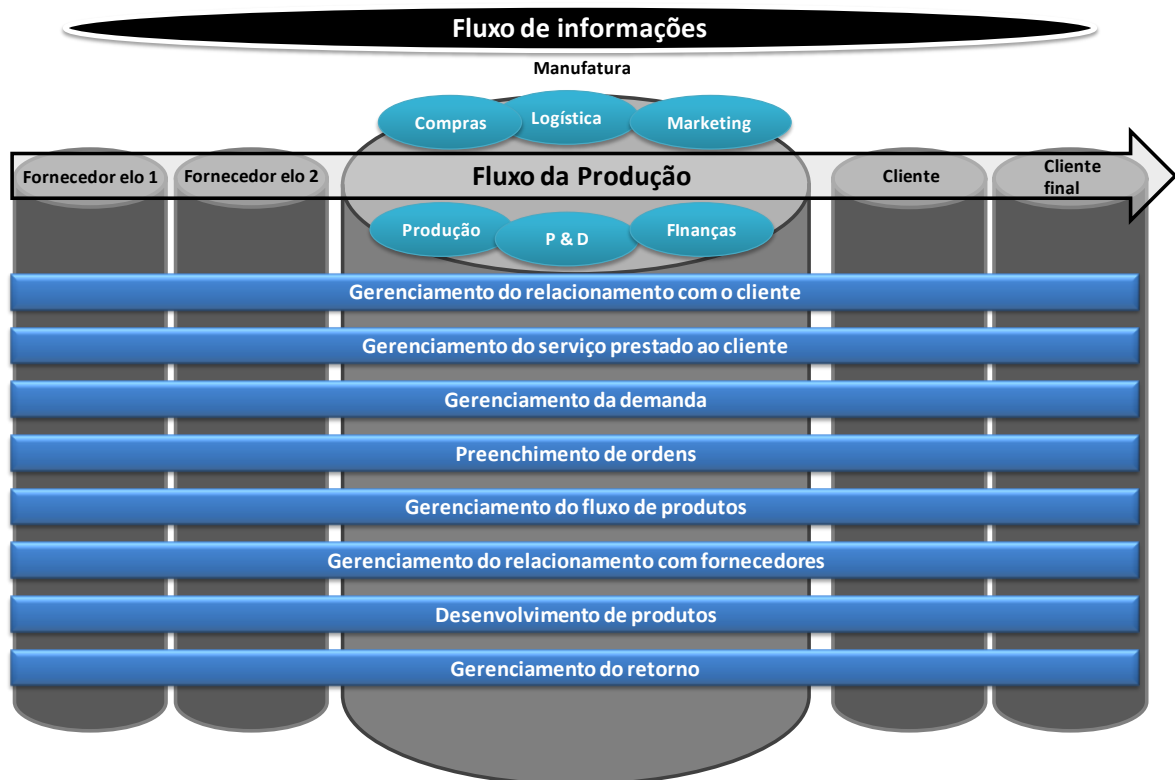 Fluxo de informações
Manufatura
Compras
Logística
Marketing
Fornecedor elo 1
Fornecedor elo 2
Fluxo da Produção
Cliente
Cliente
final
Produção
P & D
FInanças
Gerenciamento do relacionamento com o cliente
Gerenciamento do serviço prestado ao cliente
Gerenciamento da demanda
Preenchimento de ordens
Gerenciamento do fluxo de produtos
Gerenciamento do relacionamento com fornecedores
Desenvolvimento de produtos
Gerenciamento do retorno